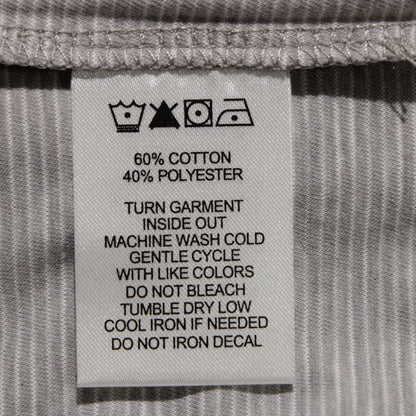 60% COTTON
40% POLYESTER
TURN GARMENT
INSIDE OUT
MACHINE WASH COLD
GENTLE CYCLE
WITH LIKE COLORS
DO NOT BLEACH
TUMBLE DRY LOW
COOL IRON IF NEEDED
DO NOT IRON DECAL